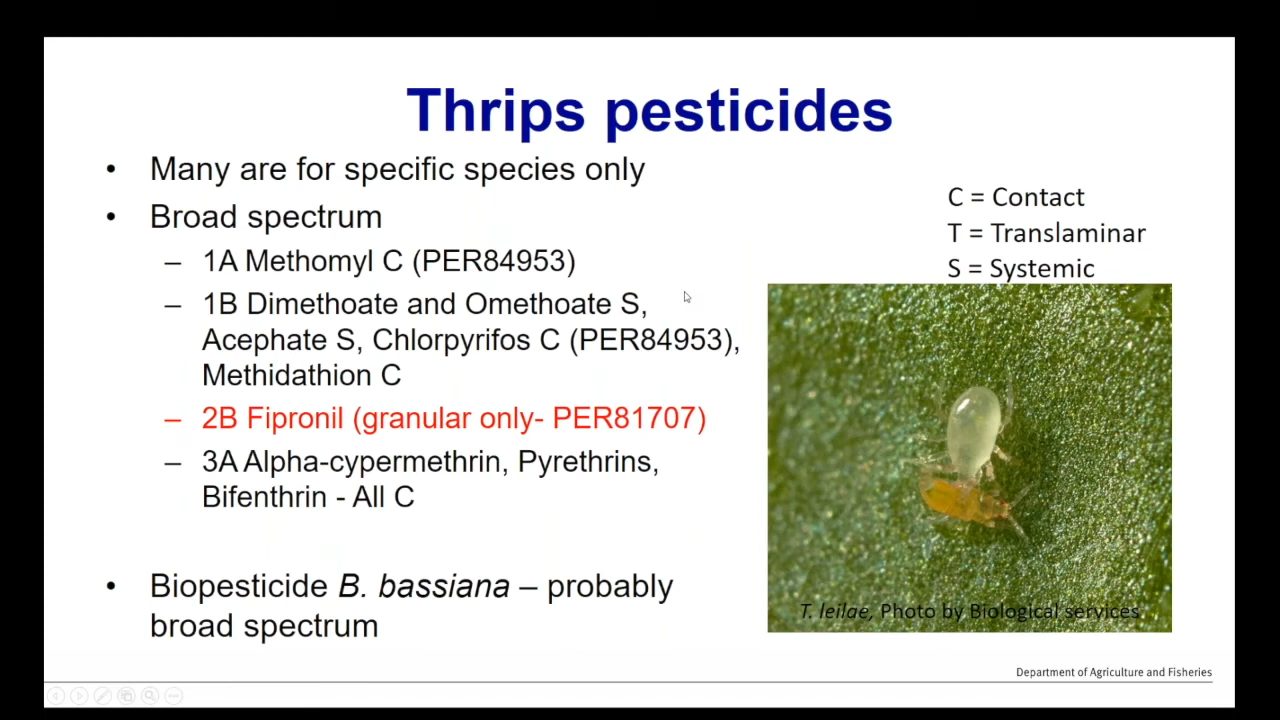 Thrips pesticides
• Many are for specific species only
• Broad spectrum
– 1A Methomyl C (PER84953)
– 1B Dimethoate and Omethoate S,
Acephate S, Chlorpyrifos C (PER84953),
Methidathion C
– 2B Fipronil (granular only- PER81707)
– 3A Alpha-cypermethrin, Pyrethrins,
Bifenthrin - All C
• Biopesticide B. bassiana – probably
broad spectrum
C = Contact
T = Translaminar
S = Systemic
T. leilae, Photo by Biological services
Department of Agriculture and Fisheries